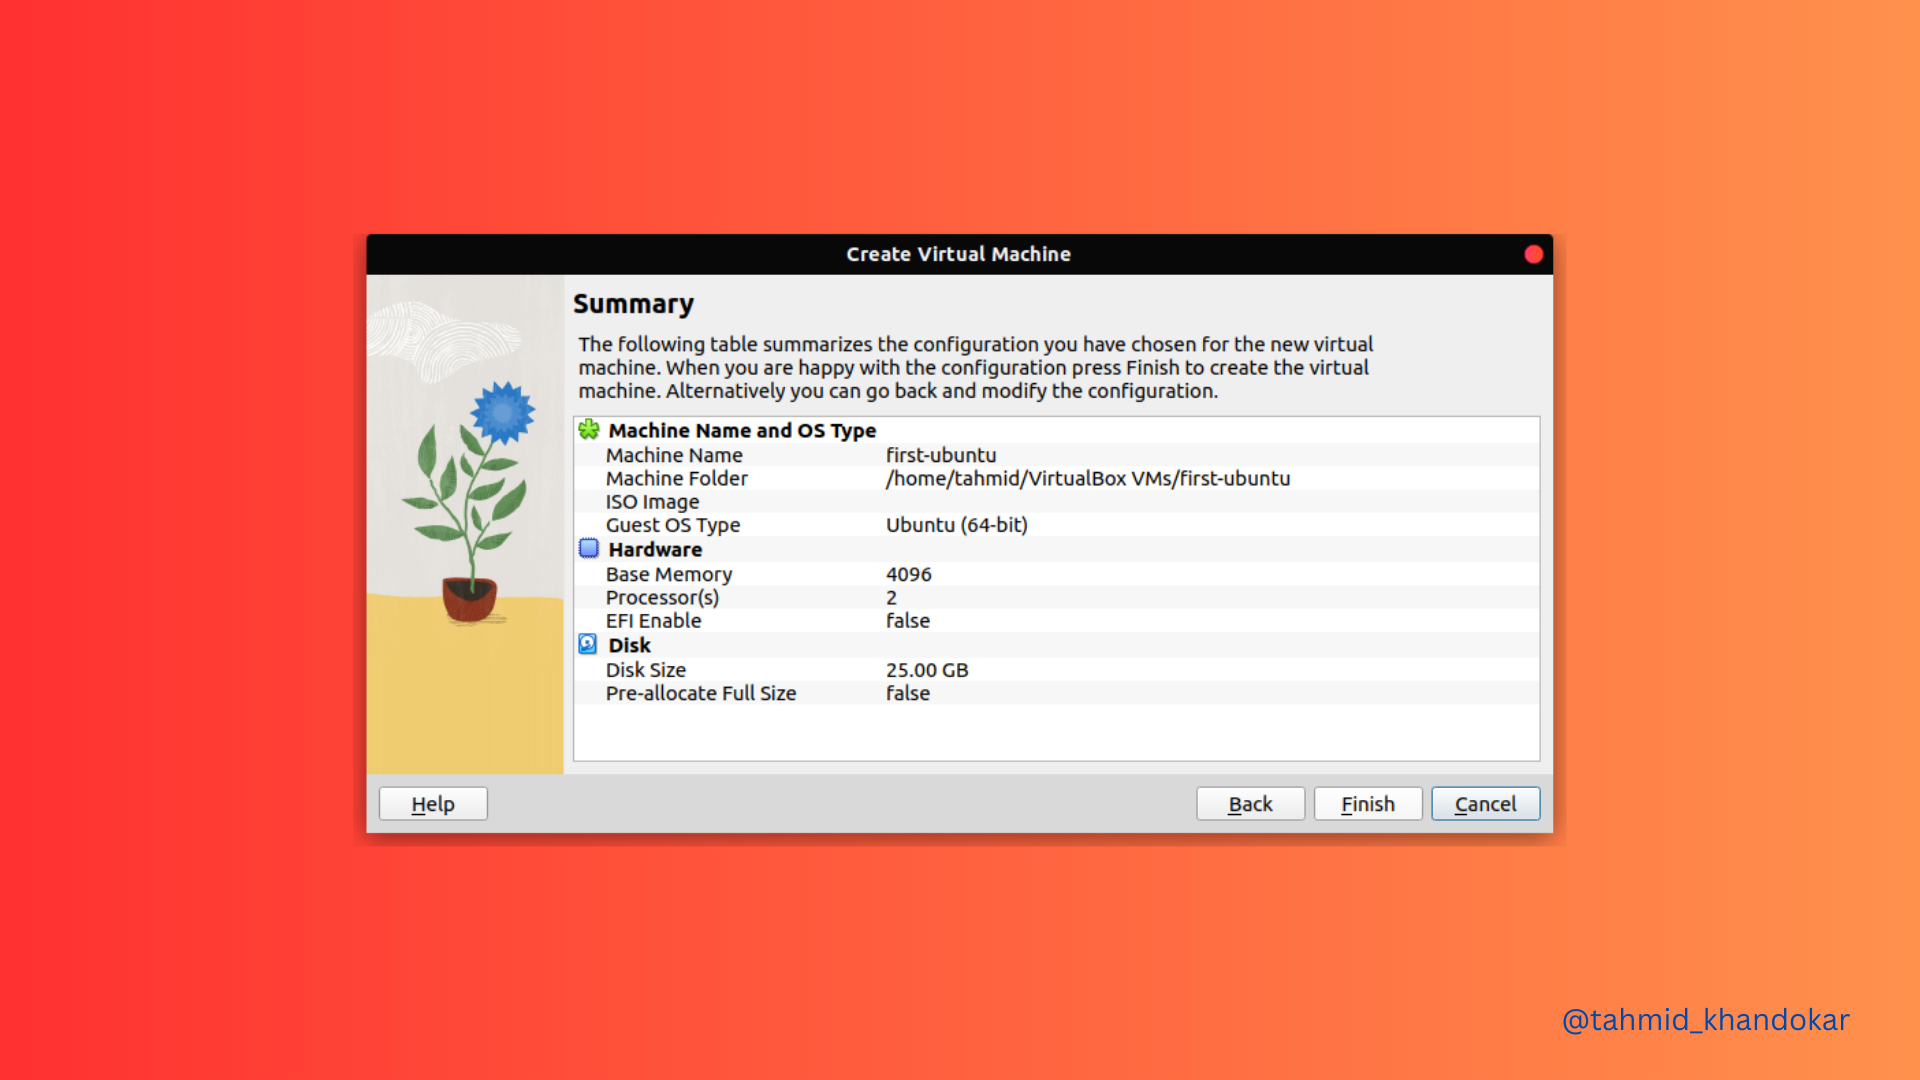 Create Virtual Machine
Summary
The following table summarizes the configuration you have chosen for the new virtual
machine. When you are happy with the configuration press Finish to create the virtual
machine. Alternatively you can go back and modify the configuration.
Machine Name and OS Type
Machine Name first-ubuntu
Machine Folder /home/tahmid/VirtualBox VMs/first-ubuntu
ISO Image
Guest OS Type Ubuntu (64-bit)
Hardware
Base Memory 4096
Processor(s) 2
EFI Enable false
Disk
Disk Size 25.00 GB
Pre-allocate Full Size false
Help Back Finish Cancel
@tahmid_khandokar